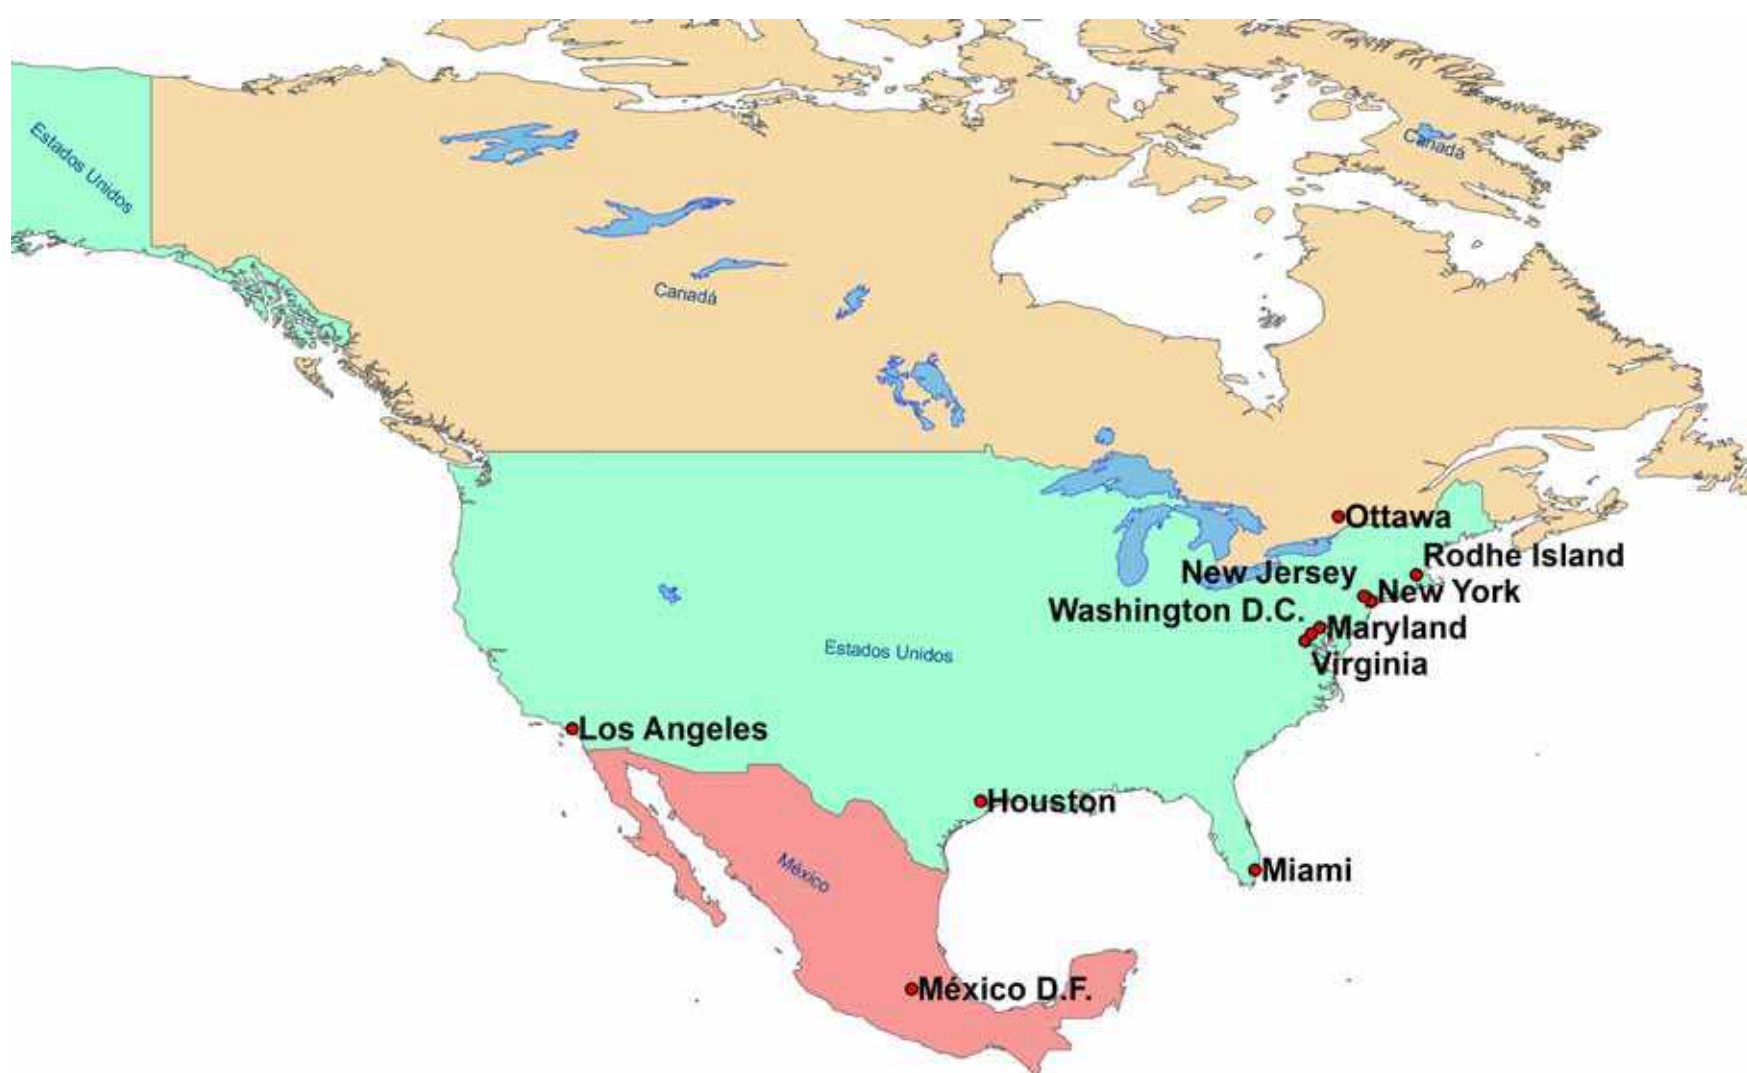 Estados Unidos
Canadá
Canadá
Ottawa
Rodhe Island
New Jersey
New York
Washington D.C.
Maryland
Virginia
Estados Unidos
Los Angeles
Houston
México
Miami
México D.F.